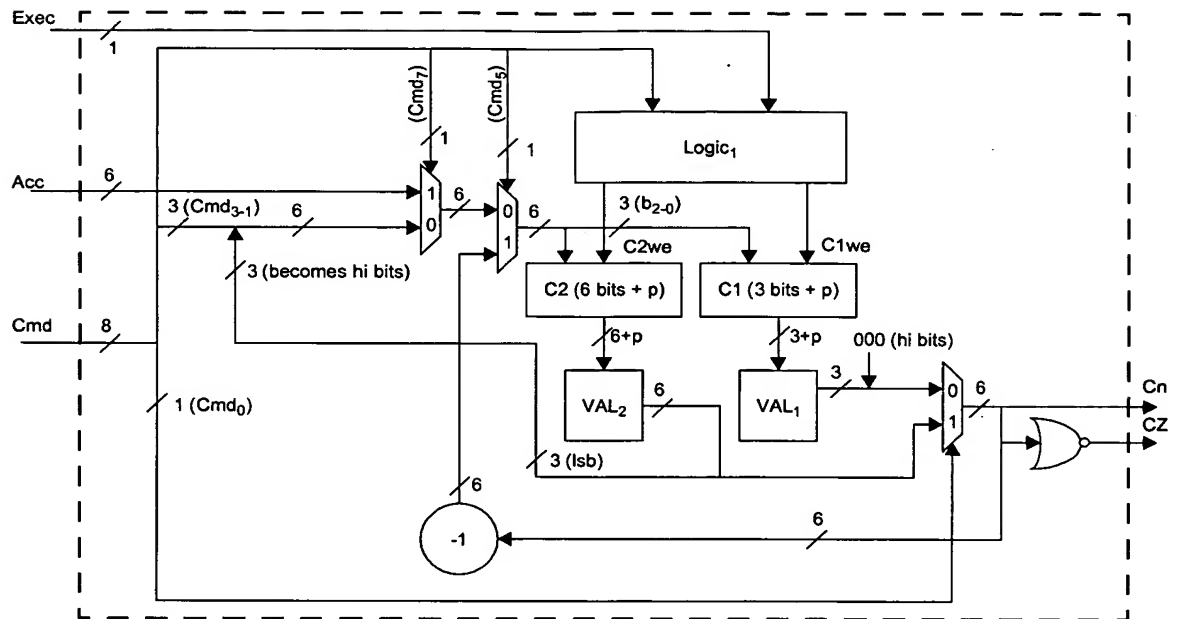 Exec
1
(Cmd7)
(Cmd5)
1
1
Logic1
Acc
6
1
0
6
0
1
6
3 (b2-0)
3 (Cmd3-1)
6
C2we
C1we
3 (becomes hi bits)
C2 (6 bits + p)
C1 (3 bits + p)
Cmd
8
6+p
3+p
000 (hi bits)
VAL2
6
VAL1
3
0
1
6
Cn
CZ
1 (Cmd0)
3 (lsb)
6
-1
6